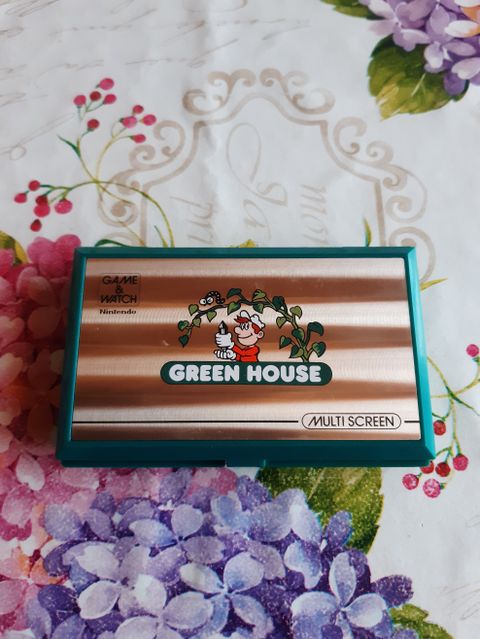 GAME
&
WATCH
Nintendo
GREEN HOUSE
MULTI SCREEN